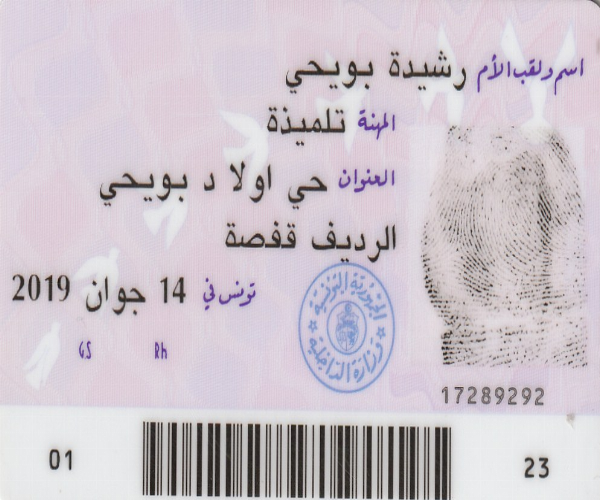 اسم ولقب الأم رشيدة بويحي
المهنة تلميذة
العنوان حي اولا د بويحي
الرديف قفصة
تونس في 14 جوان 2019
GS Rh
الجمهورية التونسية
وزارة الداخلية
17289292
01 23